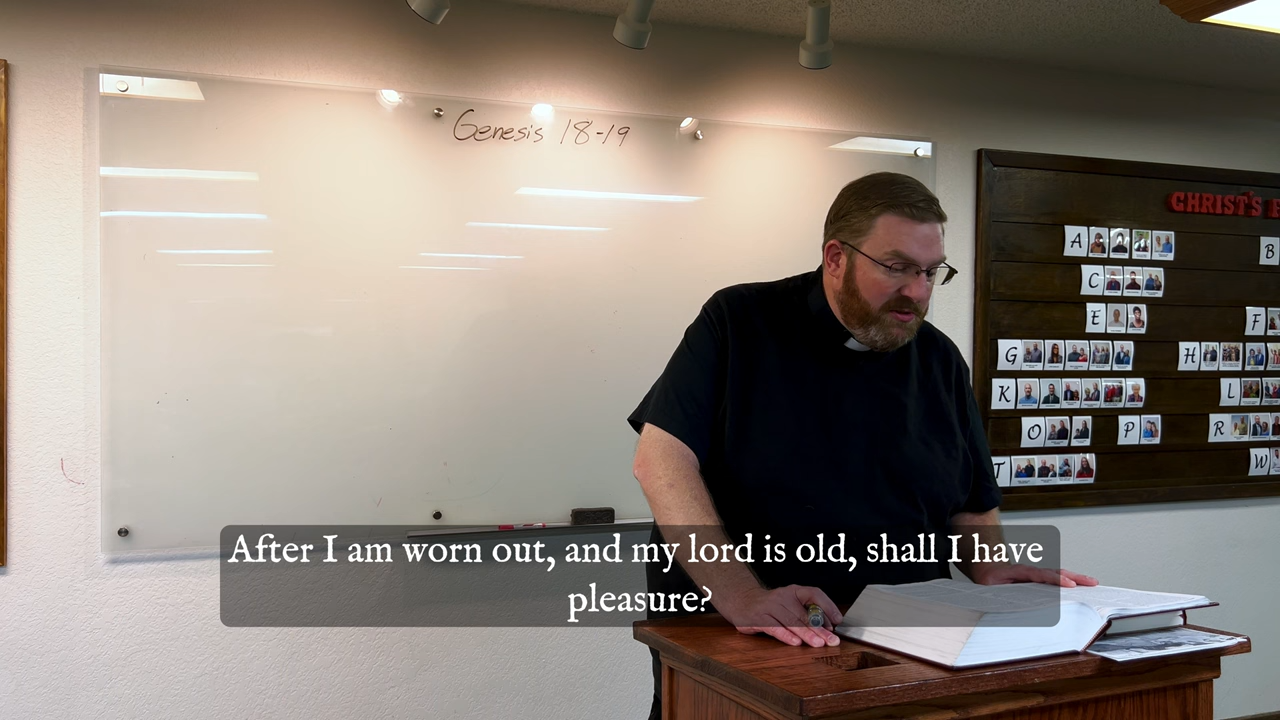 Genesis 18-19
CHRIST'S
A
B
C
E
F
G
H
K
L
O
P
R
T
W
After I am worn out, and my lord is old, shall I have
pleasure?